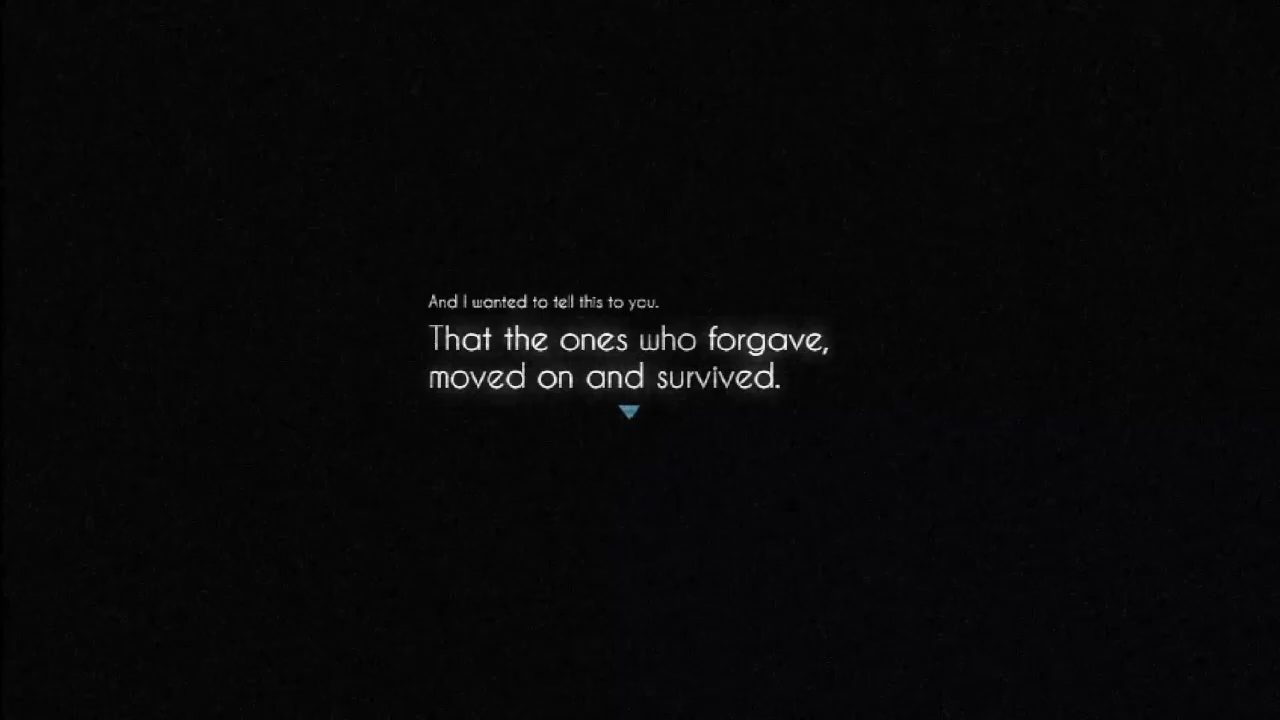 And I wanted to tell this to you.
That the ones who forgave,
moved on and survived.